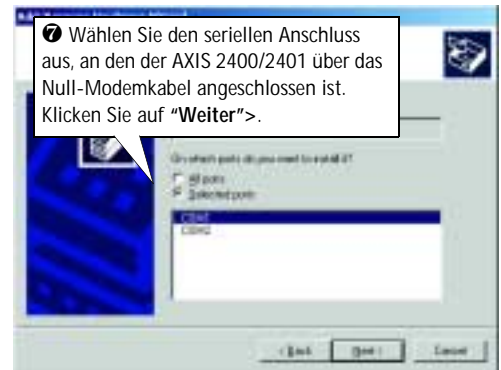 ❼ Wählen Sie den seriellen Anschluss
aus, an den der AXIS 2400/2401 über das
Null-Modemkabel angeschlossen ist.
Klicken Sie auf "Weiter">.
On which ports do you want to install it?
All ports
Selected ports
COM1
COM2
< Back
Next >
Cancel